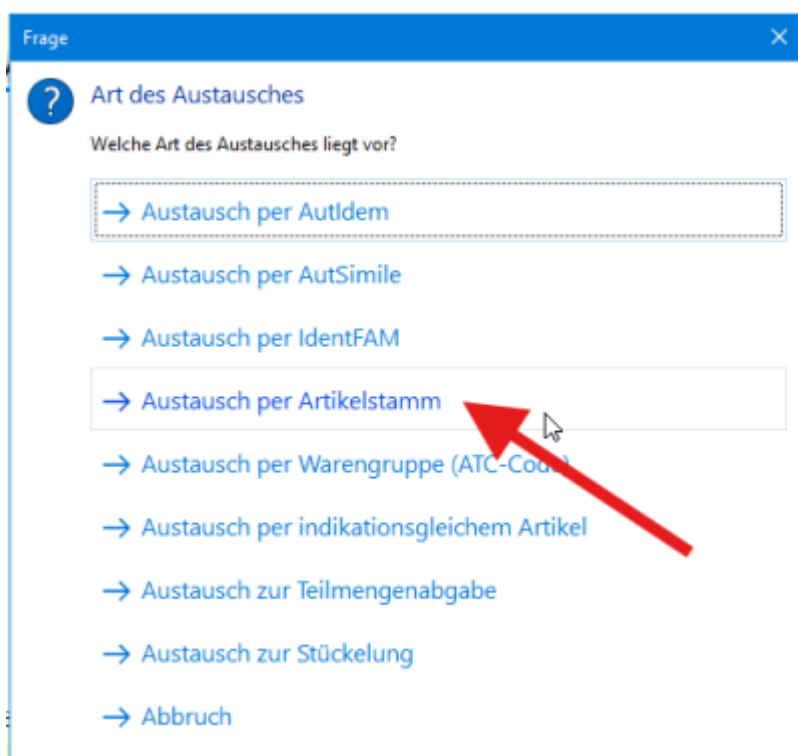 Frage
Art des Austausches
Welche Art des Austausches liegt vor?
Austausch per AutIdem
Austausch per AutSimile
Austausch per IdentFAM
Austausch per Artikelstamm
Austausch per Warengruppe (ATC-Code)
Austausch per indikationsgleichem Artikel
Austausch zur Teilmengenabgabe
Austausch zur Stückelung
Abbruch